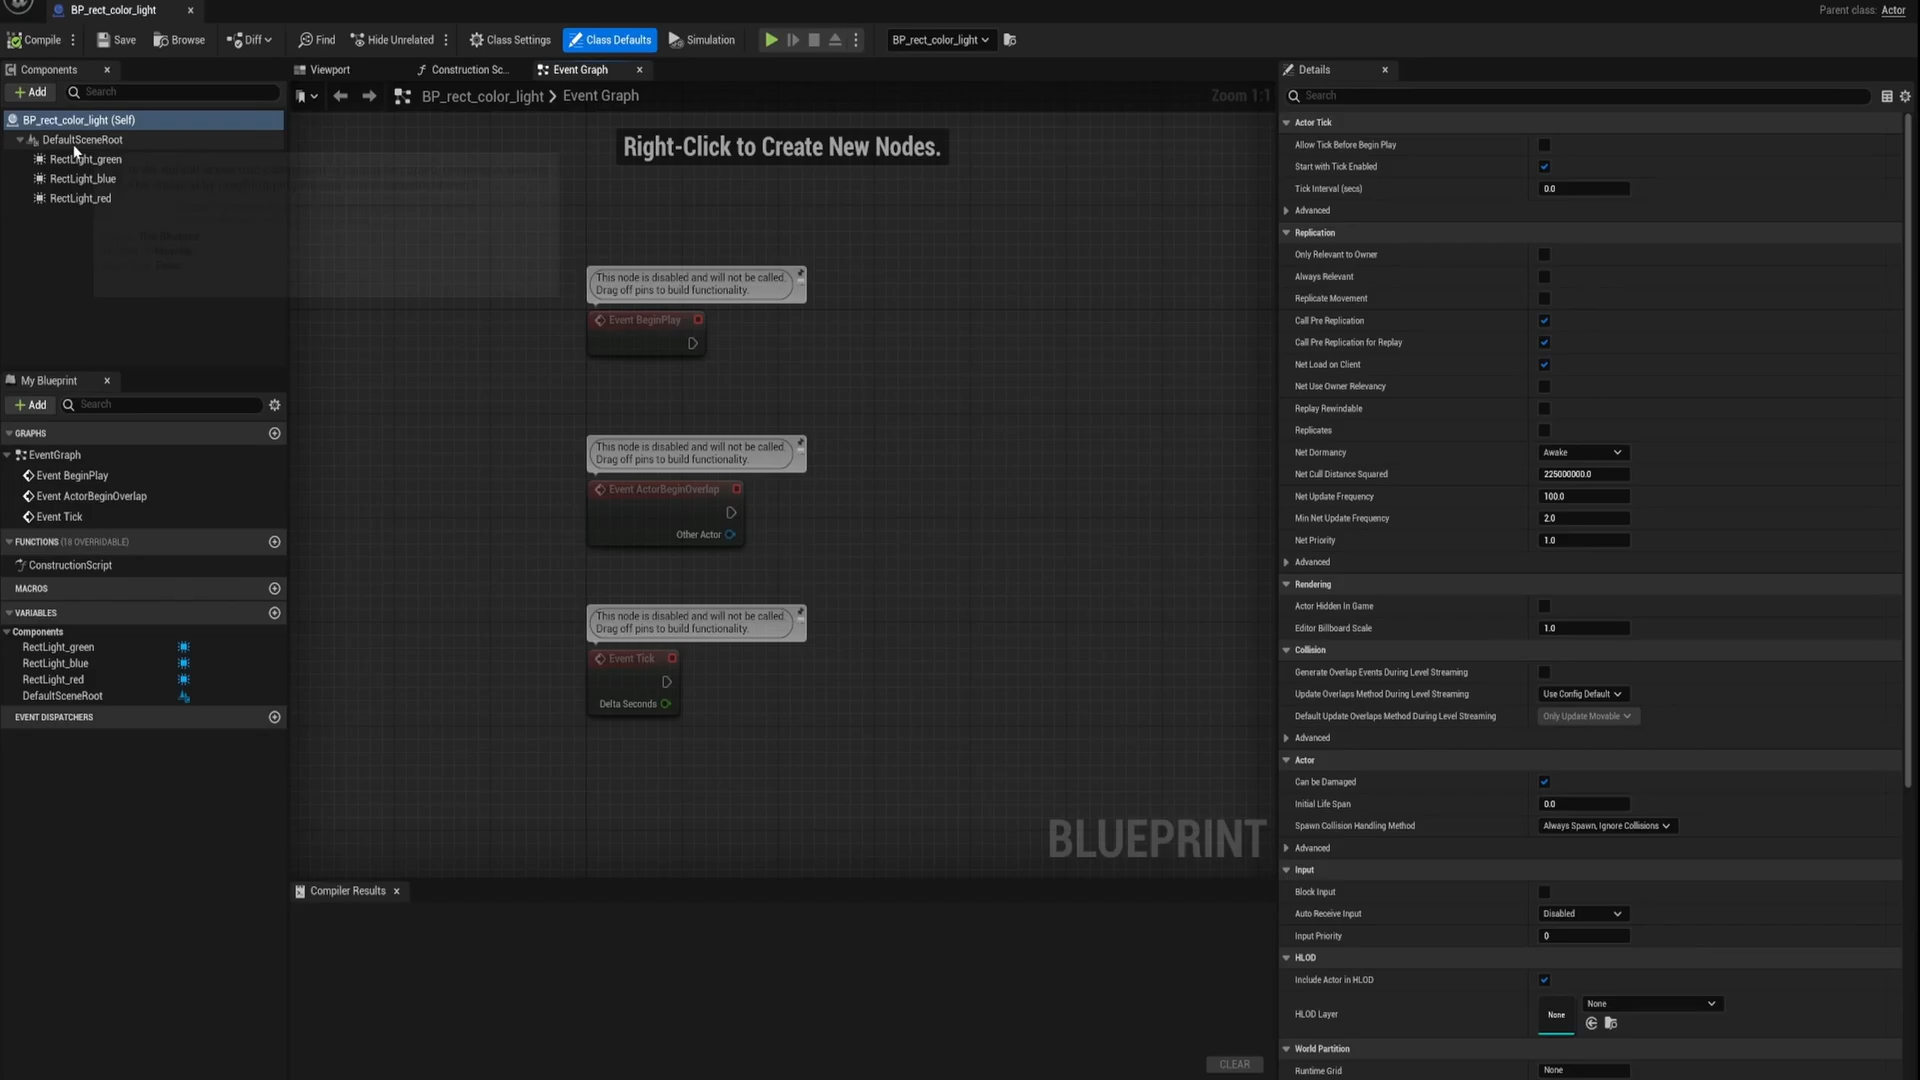 BP_rect_color_light
Parent class: Actor
Compile
Save
Browse
Diff
Find
Hide Unrelated
Class Settings
Class Defaults
Simulation
BP_rect_color_light
Components
Viewport
Construction Sc...
Event Graph
Details
Add
Search
BP_rect_color_light > Event Graph
Zoom 1:1
Search
BP_rect_color_light (Self)
DefaultSceneRoot
RectLight_green
RectLight_blue
RectLight_red
Right-Click to Create New Nodes.
This node is disabled and will not be called.
Drag off pins to build functionality.
Event BeginPlay
This node is disabled and will not be called.
Drag off pins to build functionality.
Event ActorBeginOverlap
Other Actor
This node is disabled and will not be called.
Drag off pins to build functionality.
Event Tick
Delta Seconds
BLUEPRINT
My Blueprint
Add
Search
GRAPHS
EventGraph
Event BeginPlay
Event ActorBeginOverlap
Event Tick
FUNCTIONS (18 OVERRIDABLE)
ConstructionScript
MACROS
VARIABLES
Components
RectLight_green
RectLight_blue
RectLight_red
DefaultSceneRoot
EVENT DISPATCHERS
Compiler Results
CLEAR
Actor Tick
Allow Tick Before Begin Play
Start with Tick Enabled
Tick Interval (secs) 0.0
Advanced
Replication
Only Relevant to Owner
Always Relevant
Replicate Movement
Call Pre Replication
Call Pre Replication for Replay
Net Load on Client
Net Use Owner Relevancy
Replay Rewindable
Replicates
Net Dormancy Awake
Net Cull Distance Squared 225000000.0
Net Update Frequency 100.0
Min Net Update Frequency 2.0
Net Priority 1.0
Advanced
Rendering
Actor Hidden In Game
Editor Billboard Scale 1.0
Collision
Generate Overlap Events During Level Streaming
Update Overlaps Method During Level Streaming Use Config Default
Default Update Overlaps Method During Level Streaming Only Update Movable
Advanced
Actor
Can be Damaged
Initial Life Span 0.0
Spawn Collision Handling Method Always Spawn, Ignore Collisions
Advanced
Input
Block Input
Auto Receive Input Disabled
Input Priority 0
HLOD
Include Actor in HLOD
HLOD Layer None None
World Partition
Runtime Grid None